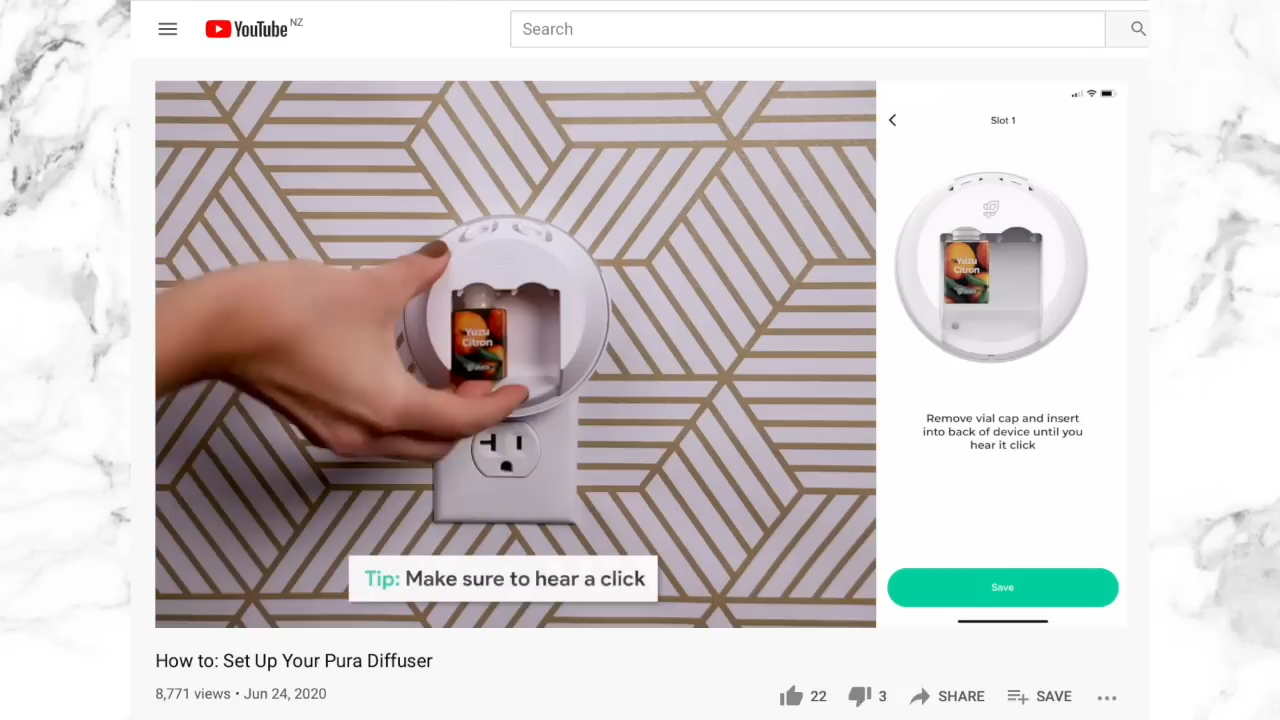 YouTube NZ
Search
Slot 1
Yuzu
Citron
Yuzu
Citron
Remove vial cap and insert
into back of device until you
hear it click
Tip: Make sure to hear a click
Save
How to: Set Up Your Pura Diffuser
8,771 views • Jun 24, 2020
22
3
SHARE
SAVE